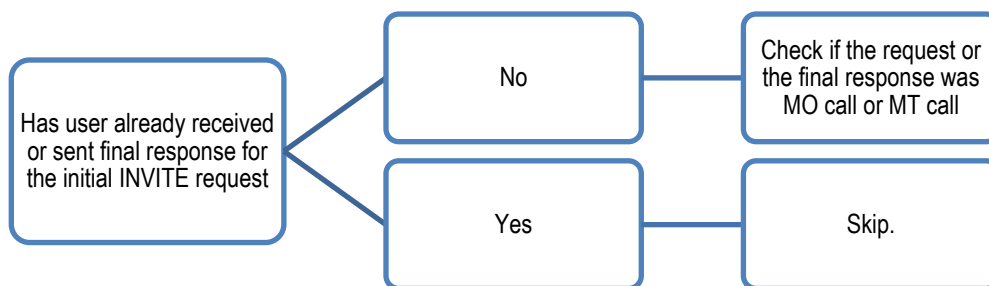 Has user already received
or sent final response for
the initial INVITE request
No
Check if the request or
the final response was
MO call or MT call
Yes
Skip.